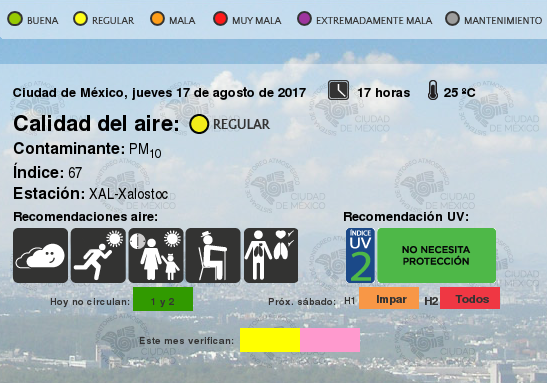 BUENA REGULAR MALA MUY MALA EXTREMADAMENTE MALA MANTENIMIENTO
Ciudad de México, jueves 17 de agosto de 2017 17 horas 25 ºC
Calidad del aire: REGULAR
Contaminante: PM10
Índice: 67
Estación: XAL-Xalostoc
Recomendaciones aire: Recomendación UV:
ÍNDICE UV 2 NO NECESITA PROTECCIÓN
Hoy no circulan: 1 y 2 Próx. sábado: H1 Impar H2 Todos
Este mes verifican: